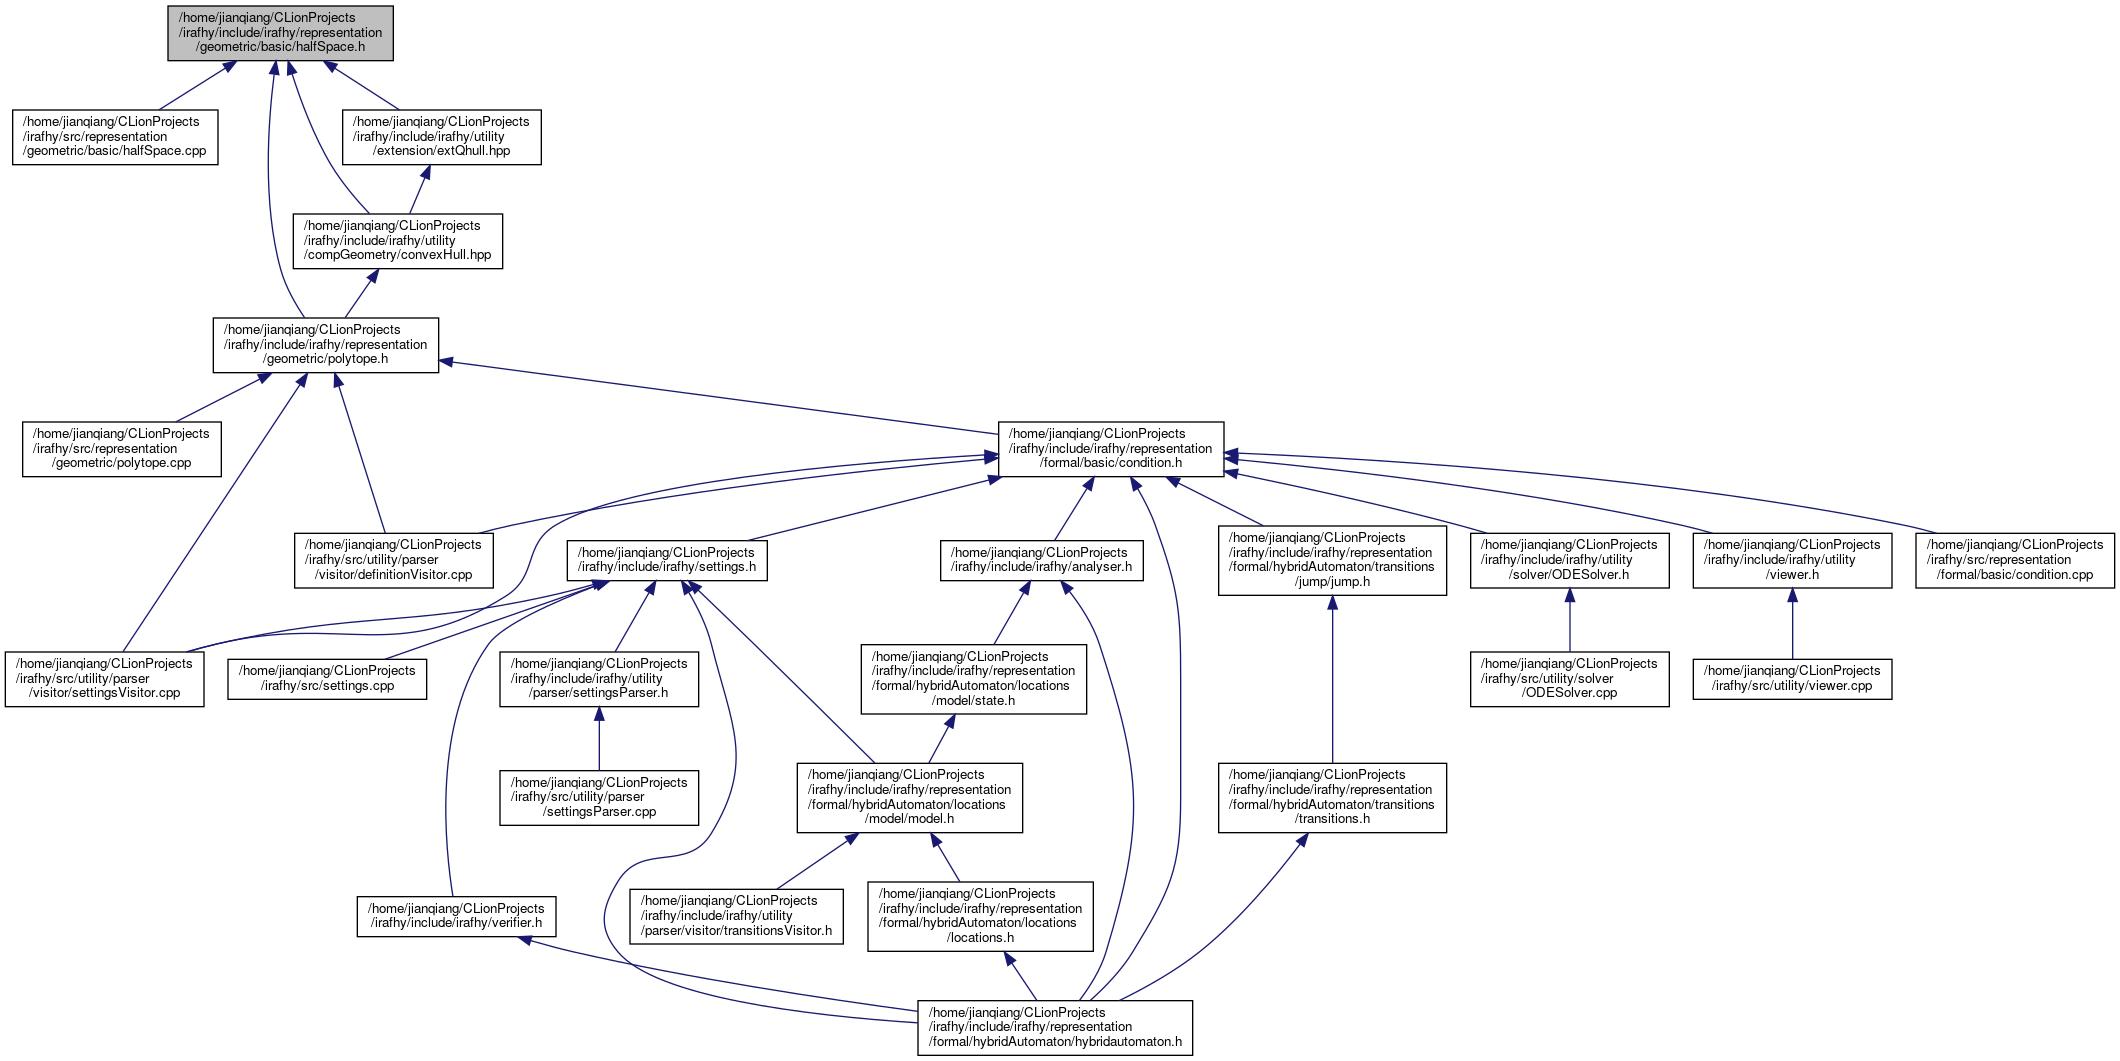 /home/jianqiang/CLionProjects
/irafhy/include/irafhy/representation
/geometric/basic/halfSpace.h
/home/jianqiang/CLionProjects
/irafhy/src/representation
/geometric/basic/halfSpace.cpp
/home/jianqiang/CLionProjects
/irafhy/include/irafhy/utility
/extension/extQhull.hpp
/home/jianqiang/CLionProjects
/irafhy/include/irafhy/utility
/compGeometry/convexHull.hpp
/home/jianqiang/CLionProjects
/irafhy/include/irafhy/representation
/geometric/polytope.h
/home/jianqiang/CLionProjects
/irafhy/src/representation
/geometric/polytope.cpp
/home/jianqiang/CLionProjects
/irafhy/include/irafhy/representation
/formal/basic/condition.h
/home/jianqiang/CLionProjects
/irafhy/src/utility/parser
/visitor/definitionVisitor.cpp
/home/jianqiang/CLionProjects
/irafhy/include/irafhy/settings.h
/home/jianqiang/CLionProjects
/irafhy/include/irafhy/analyser.h
/home/jianqiang/CLionProjects
/irafhy/include/irafhy/representation
/formal/hybridAutomaton/transitions
/jump/jump.h
/home/jianqiang/CLionProjects
/irafhy/include/irafhy/utility
/solver/ODESolver.h
/home/jianqiang/CLionProjects
/irafhy/include/irafhy/utility
/viewer.h
/home/jianqiang/CLionProjects
/irafhy/src/representation
/formal/basic/condition.cpp
/home/jianqiang/CLionProjects
/irafhy/src/utility/parser
/visitor/settingsVisitor.cpp
/home/jianqiang/CLionProjects
/irafhy/src/settings.cpp
/home/jianqiang/CLionProjects
/irafhy/include/irafhy/utility
/parser/settingsParser.h
/home/jianqiang/CLionProjects
/irafhy/include/irafhy/representation
/formal/hybridAutomaton/locations
/model/state.h
/home/jianqiang/CLionProjects
/irafhy/src/utility/solver
/ODESolver.cpp
/home/jianqiang/CLionProjects
/irafhy/src/utility/viewer.cpp
/home/jianqiang/CLionProjects
/irafhy/src/utility/parser
/settingsParser.cpp
/home/jianqiang/CLionProjects
/irafhy/include/irafhy/representation
/formal/hybridAutomaton/locations
/model/model.h
/home/jianqiang/CLionProjects
/irafhy/include/irafhy/representation
/formal/hybridAutomaton/transitions
/transitions.h
/home/jianqiang/CLionProjects
/irafhy/include/irafhy/verifier.h
/home/jianqiang/CLionProjects
/irafhy/include/irafhy/utility
/parser/visitor/transitionsVisitor.h
/home/jianqiang/CLionProjects
/irafhy/include/irafhy/representation
/formal/hybridAutomaton/locations
/locations.h
/home/jianqiang/CLionProjects
/irafhy/include/irafhy/representation
/formal/hybridAutomaton/hybridautomaton.h